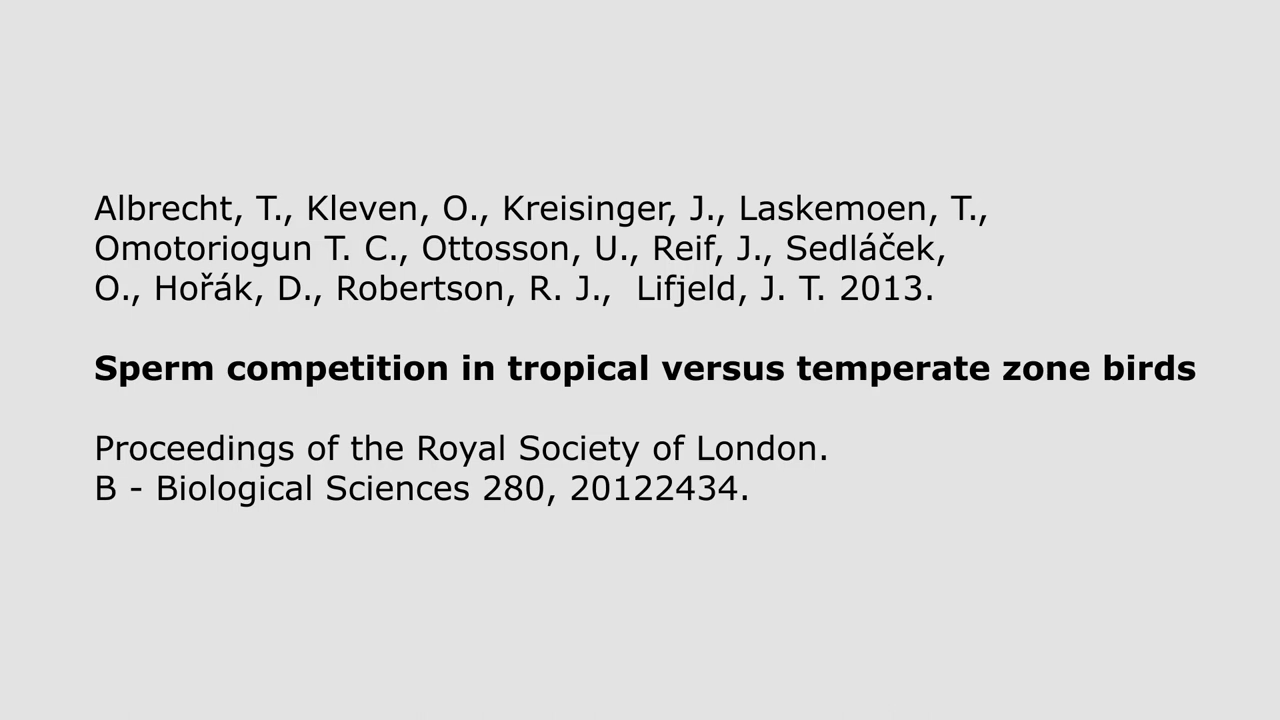 Albrecht, T., Kleven, O., Kreisinger, J., Laskemoen, T.,
Omotoriogun T. C., Ottosson, U., Reif, J., Sedláček,
O., Hořák, D., Robertson, R. J.,  Lifjeld, J. T. 2013.
Sperm competition in tropical versus temperate zone birds
Proceedings of the Royal Society of London.
B - Biological Sciences 280, 20122434.